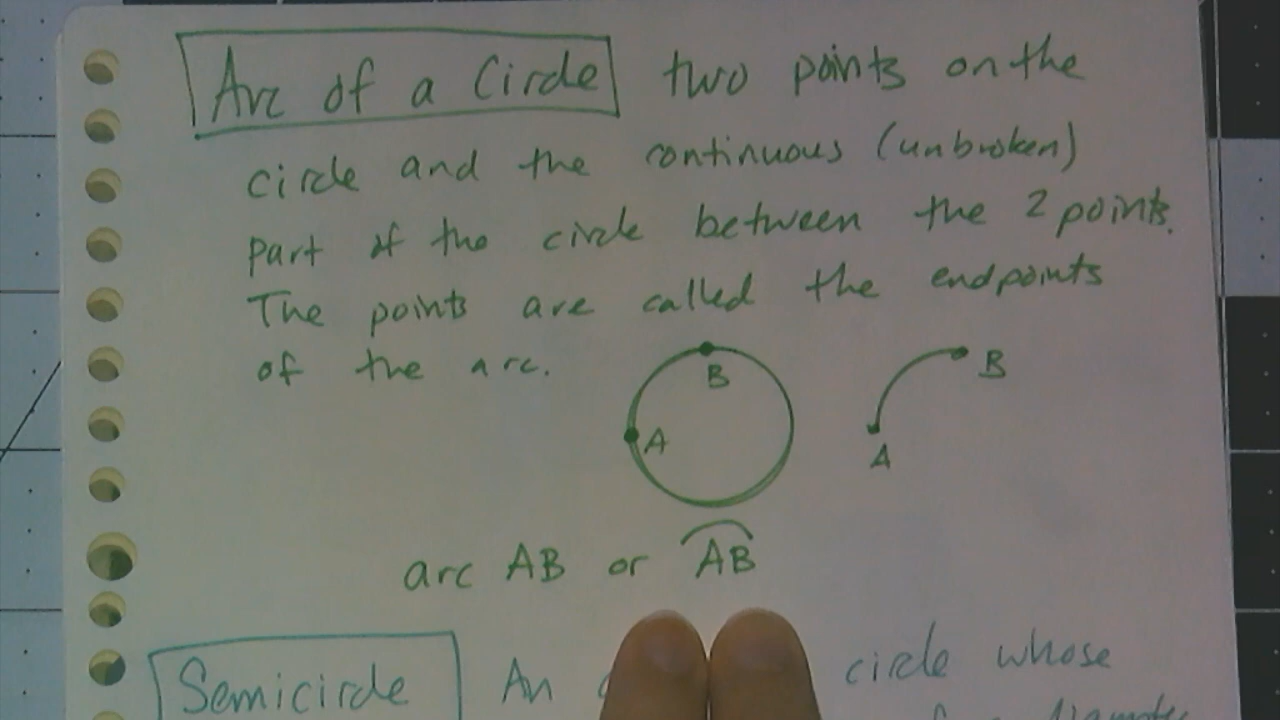 Arc of a Circle two points on the
circle and the continuous (unbroken)
part of the circle between the 2 points.
The points are called the endpoints
of the arc.
B
A
B
A
arc AB or AB
Semicircle An circle whose
diameter